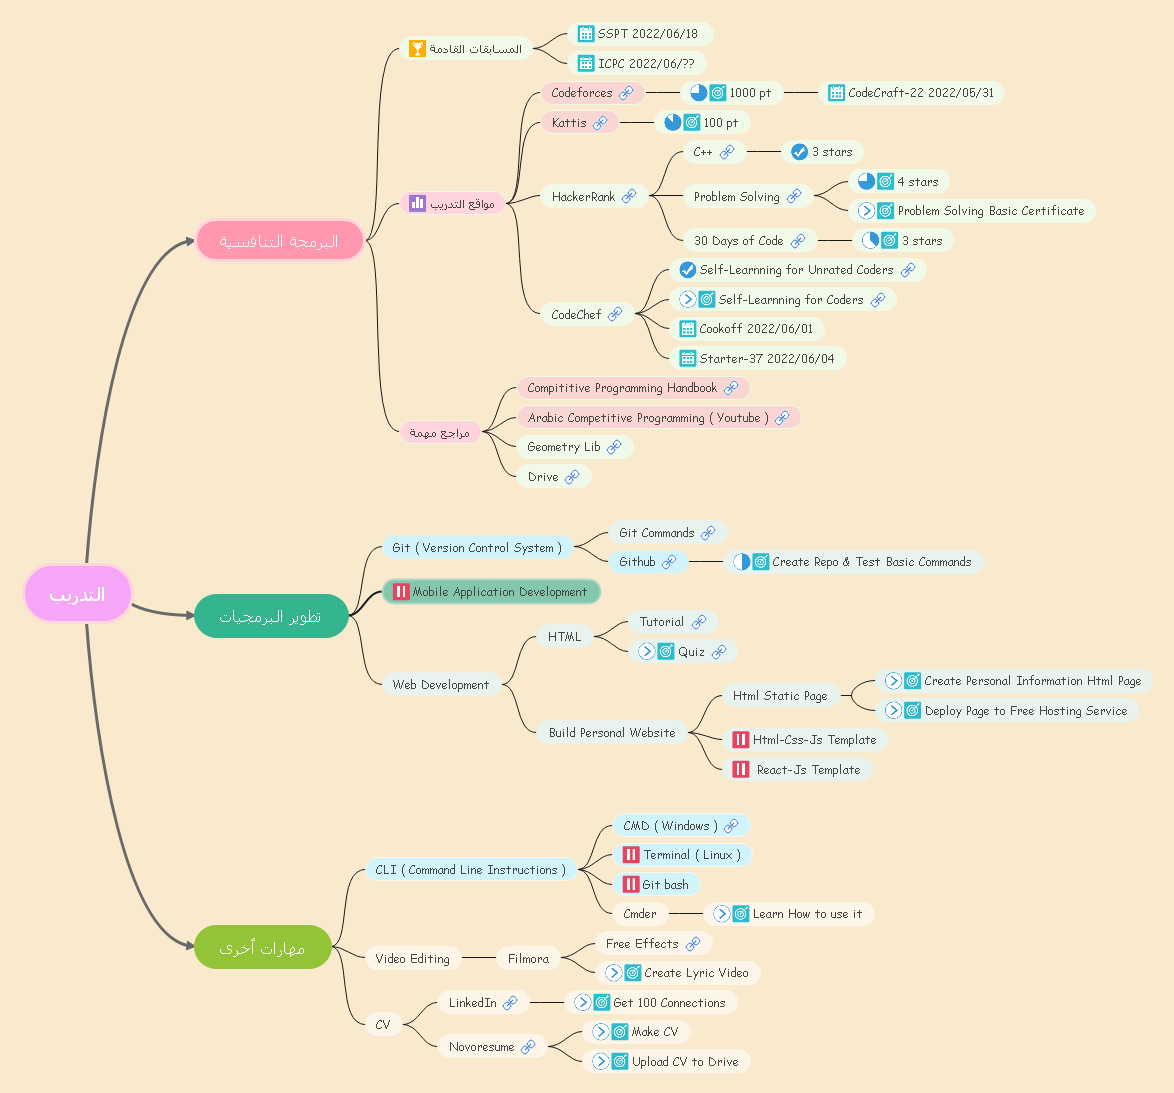 التدريب
البرمجة التنافسية
المسابقات القادمة
SSPT 2022/06/18
ICPC 2022/06/??
مواقع التدريب
Codeforces
1000 pt
CodeCraft-22 2022/05/31
Kattis
100 pt
HackerRank
C++
3 stars
Problem Solving
4 stars
Problem Solving Basic Certificate
30 Days of Code
3 stars
CodeChef
Self-Learnning for Unrated Coders
Self-Learnning for Coders
Cookoff 2022/06/01
Starter-37 2022/06/04
مراجع مهمة
Compititive Programming Handbook
Arabic Competitive Programming ( Youtube )
Geometry Lib
Drive
تطوير البرمجيات
Git ( Version Control System )
Git Commands
Github
Create Repo & Test Basic Commands
Mobile Application Development
Web Development
HTML
Tutorial
Quiz
Build Personal Website
Html Static Page
Create Personal Information Html Page
Deploy Page to Free Hosting Service
Html-Css-Js Template
React-Js Template
مهارات أخرى
CLI ( Command Line Instructions )
CMD ( Windows )
Terminal ( Linux )
Git bash
Cmder
Learn How to use it
Video Editing
Filmora
Free Effects
Create Lyric Video
CV
LinkedIn
Get 100 Connections
Novoresume
Make CV
Upload CV to Drive